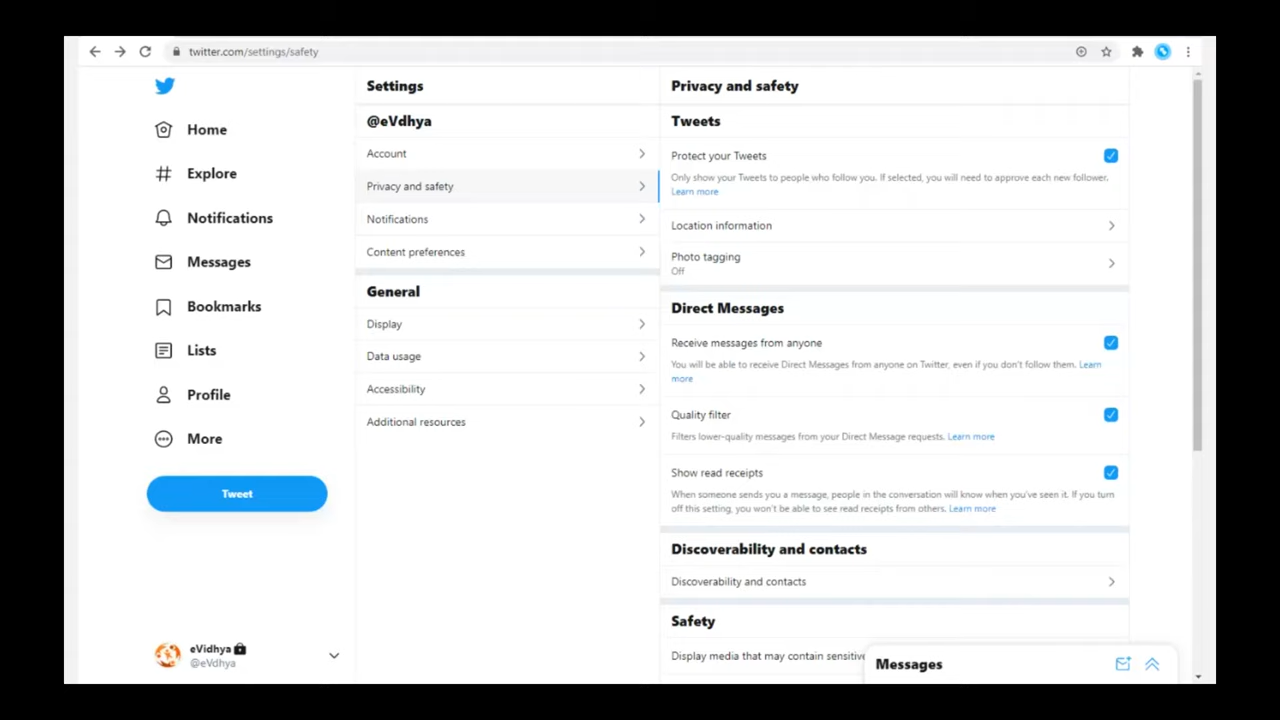 twitter.com/settings/safety
Home
Explore
Notifications
Messages
Bookmarks
Lists
Profile
More
Tweet
eVidhya
@eVdhya
Settings
@eVdhya
Account
Privacy and safety
Notifications
Content preferences
General
Display
Data usage
Accessibility
Additional resources
Privacy and safety
Tweets
Protect your Tweets
Only show your Tweets to people who follow you. If selected, you will need to approve each new follower.
Learn more
Location information
Photo tagging
Off
Direct Messages
Receive messages from anyone
You will be able to receive Direct Messages from anyone on Twitter, even if you don't follow them. Learn
more
Quality filter
Filters lower-quality messages from your Direct Message requests. Learn more
Show read receipts
When someone sends you a message, people in the conversation will know when you've seen it. If you turn
off this setting, you won't be able to see read receipts from others. Learn more
Discoverability and contacts
Discoverability and contacts
Safety
Display media that may contain sensitive
Messages